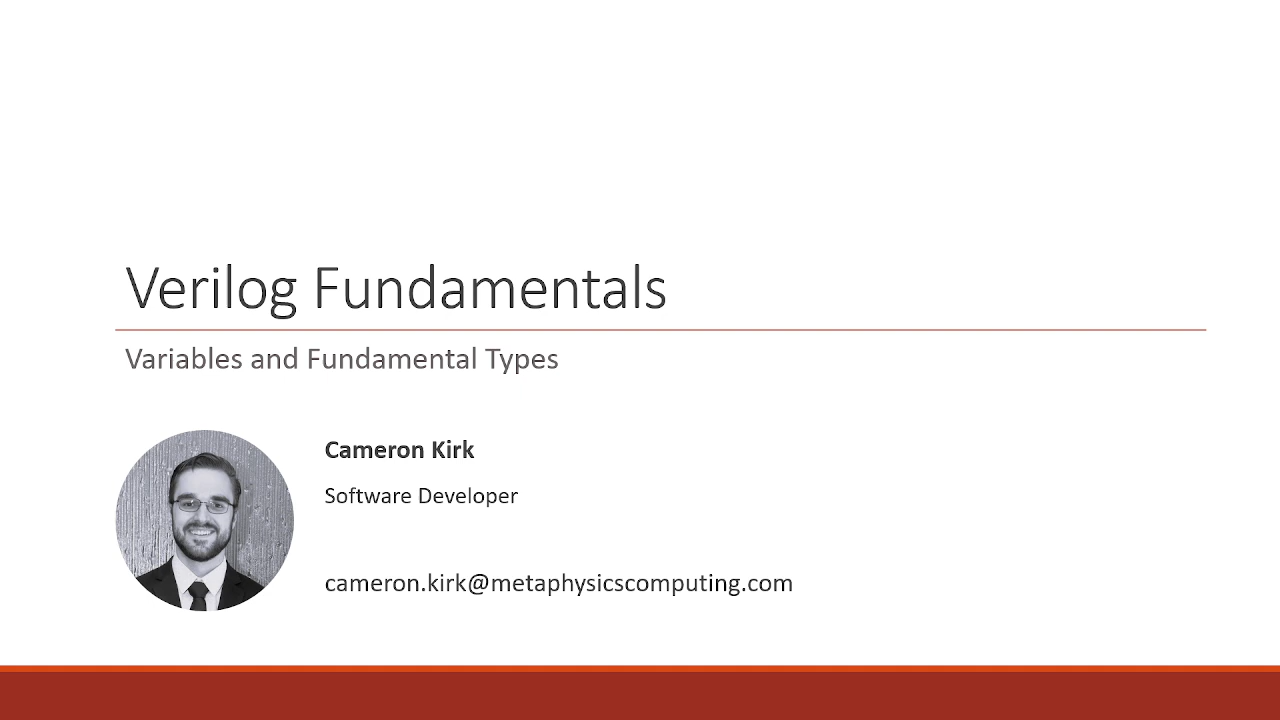 Verilog Fundamentals
Variables and Fundamental Types
Cameron Kirk
Software Developer
cameron.kirk@metaphysicscomputing.com